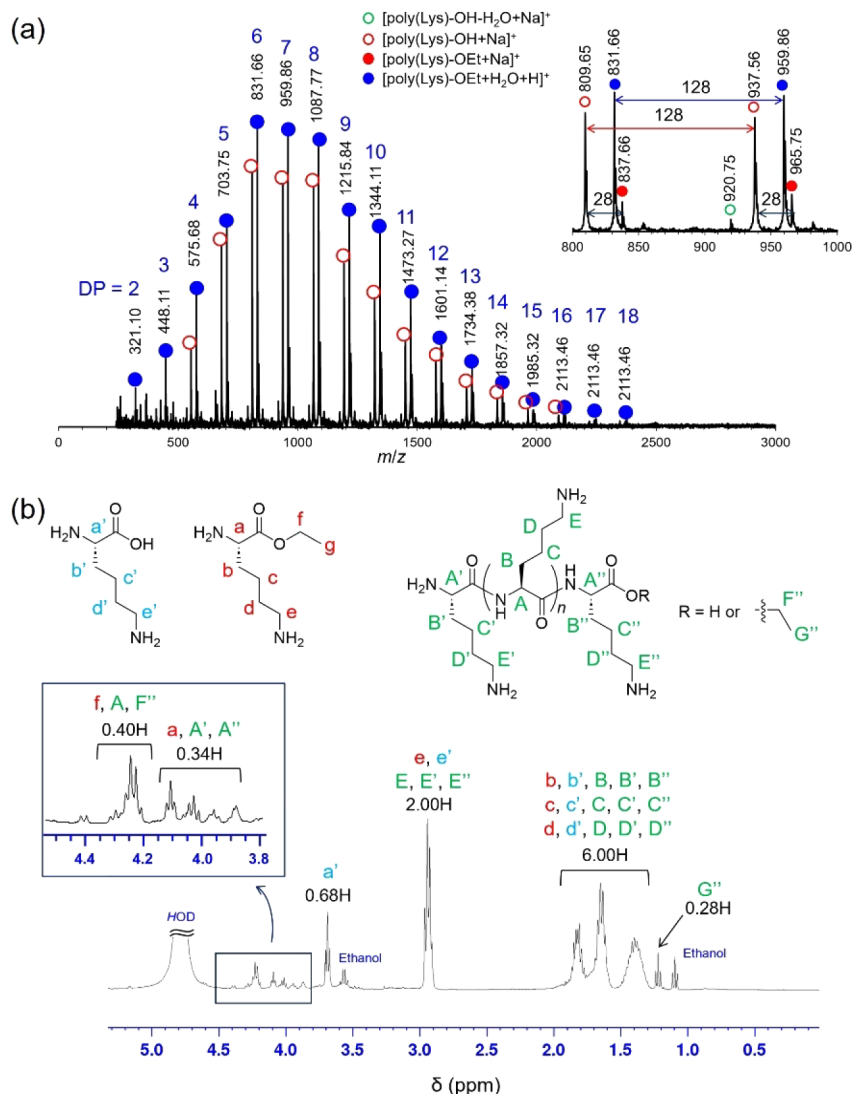 (a)
[poly(Lys)-OH-H₂O+Na]⁺
[poly(Lys)-OH+Na]⁺
[poly(Lys)-OEt+Na]⁺
[poly(Lys)-OEt+H₂O+H]⁺
DP = 2 3 4 5 6 7 8 9 10 11 12 13 14 15 16 17 18
321.10 448.11 575.68 703.75 831.66 959.86 1087.77 1215.84 1344.11 1473.27 1601.14 1734.38 1857.32 1985.32 2113.46 2113.46 2113.46
0 500 1000 1500 2000 2500 3000
m/z
809.65 831.66 837.66 920.75 937.56 959.86 965.75
128
128
28 28
800 850 900 950 1000
(b)
H₂N a' O OH b' c' d' e' NH₂
H₂N a O O f g b c d e NH₂
NH₂
D E
B C
H₂N A' O N H A O n H N A'' O OR
B' C' D' E' NH₂
B'' C'' D'' E'' NH₂
R = H or F'' G''
f, A, F''
0.40H
a, A', A''
0.34H
4.4 4.2 4.0 3.8
e, e'
E, E', E''
2.00H
b, b', B, B', B''
c, c', C, C', C''
d, d', D, D', D''
6.00H
a'
0.68H
G''
0.28H
HOD
Ethanol
Ethanol
5.0 4.5 4.0 3.5 3.0 2.5 2.0 1.5 1.0 0.5
δ (ppm)